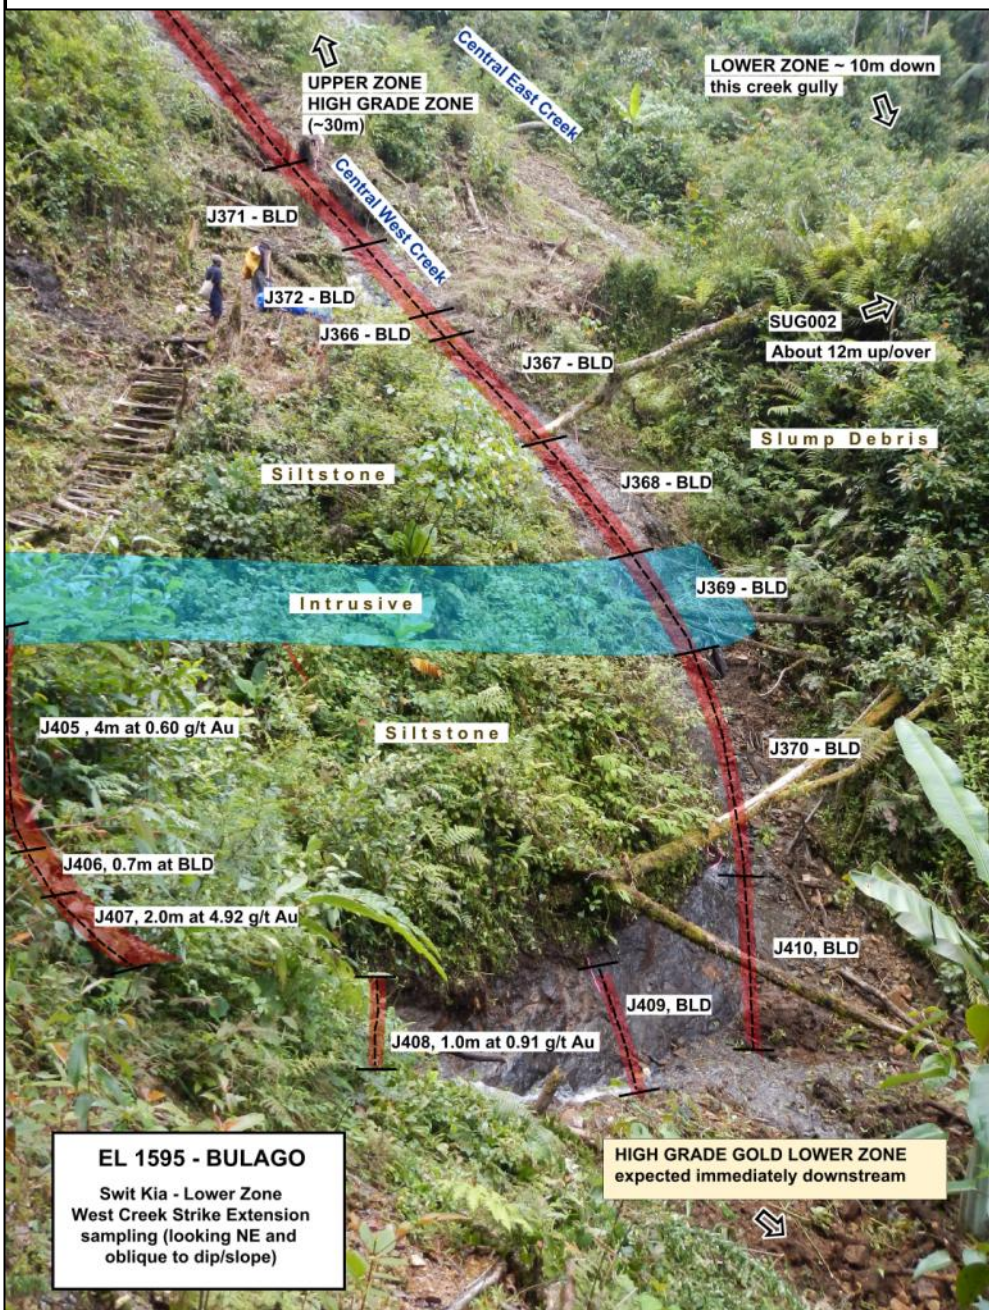 UPPER ZONE
HIGH GRADE ZONE
(~30m)
Central East Creek
LOWER ZONE ~ 10m down
this creek gully
Central West Creek
J371 - BLD
J372 - BLD
J366 - BLD
J367 - BLD
SUG002
About 12m up/over
Slump Debris
Siltstone
J368 - BLD
Intrusive
J369 - BLD
J405 , 4m at 0.60 g/t Au
Siltstone
J370 - BLD
J406, 0.7m at BLD
J407, 2.0m at 4.92 g/t Au
J410, BLD
J409, BLD
J408, 1.0m at 0.91 g/t Au
EL 1595 - BULAGO
Swit Kia - Lower Zone
West Creek Strike Extension
sampling (looking NE and
oblique to dip/slope)
HIGH GRADE GOLD LOWER ZONE
expected immediately downstream